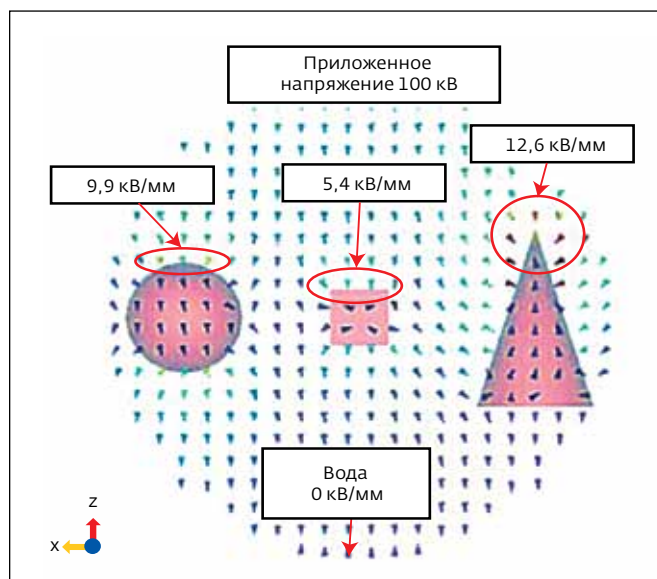 Приложенное
напряжение 100 кВ
12,6 кВ/мм
9,9 кВ/мм
5,4 кВ/мм
Вода
0 кВ/мм
z
x